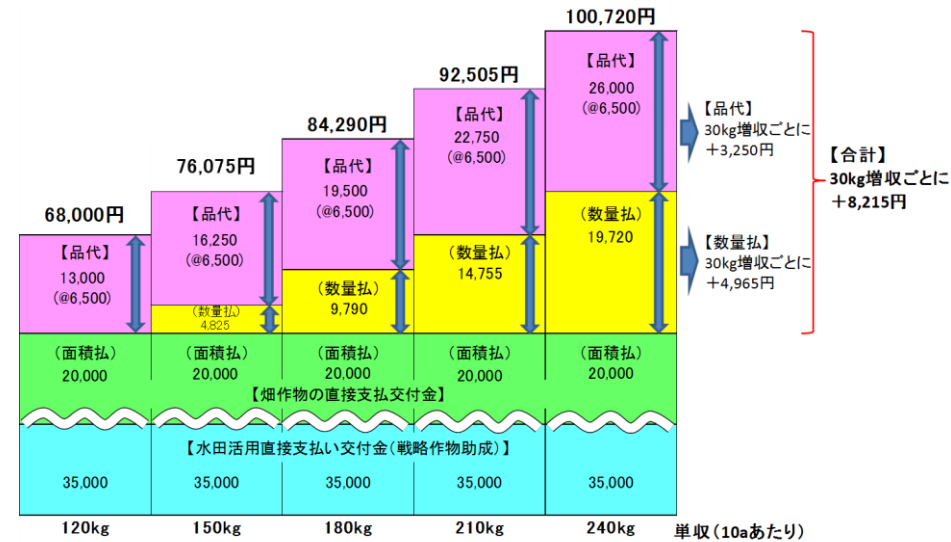 68,000円
【品代】
13,000
(@6,500)
(面積払)
20,000
35,000
120kg
76,075円
【品代】
16,250
(@6,500)
(数量払)
4,825
(面積払)
20,000
35,000
150kg
84,290円
【品代】
19,500
(@6,500)
(数量払)
9,790
(面積払)
20,000
35,000
180kg
92,505円
【品代】
22,750
(@6,500)
(数量払)
14,755
(面積払)
20,000
35,000
210kg
100,720円
【品代】
26,000
(@6,500)
(数量払)
19,720
(面積払)
20,000
35,000
240kg
【畑作物の直接支払交付金】
【水田活用直接支払い交付金(戦略作物助成)】
単収(10aあたり)
【品代】
30kg増収ごとに
+3,250円
【数量払】
30kg増収ごとに
+4,965円
【合計】
30kg増収ごとに
+8,215円